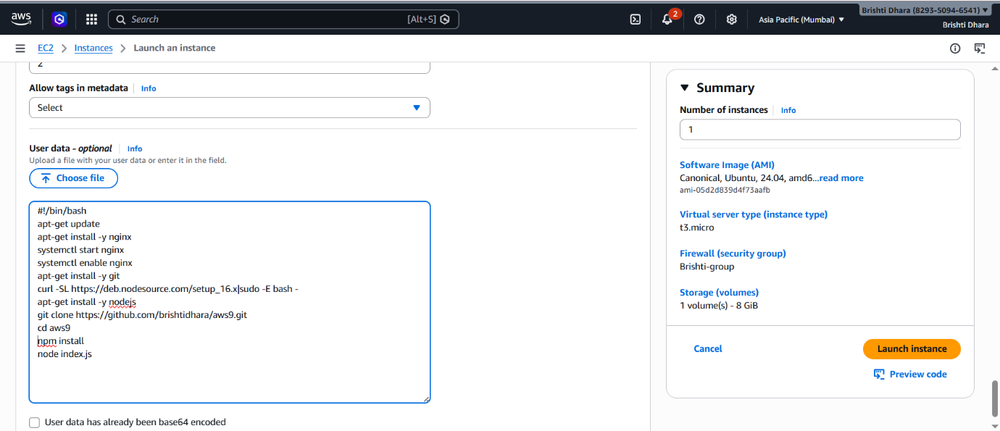 aws
Search
[Alt+S]
2
Asia Pacific (Mumbai)
Brishti Dhara (8293-5094-6541)
Brishti Dhara
EC2
Instances
Launch an instance
2
Allow tags in metadata
Info
Select
User data - optional
Info
Upload a file with your user data or enter it in the field.
Choose file
#!/bin/bash
apt-get update
apt-get install -y nginx
systemctl start nginx
systemctl enable nginx
apt-get install -y git
curl -SL https://deb.nodesource.com/setup_16.x|sudo -E bash -
apt-get install -y nodejs
git clone https://github.com/brishtidhara/aws9.git
cd aws9
npm install
node index.js
User data has already been base64 encoded
Summary
Number of instances
Info
1
Software Image (AMI)
Canonical, Ubuntu, 24.04, amd6...read more
ami-05d2d839d4f73aafb
Virtual server type (instance type)
t3.micro
Firewall (security group)
Brishti-group
Storage (volumes)
1 volume(s) - 8 GiB
Cancel
Launch instance
Preview code